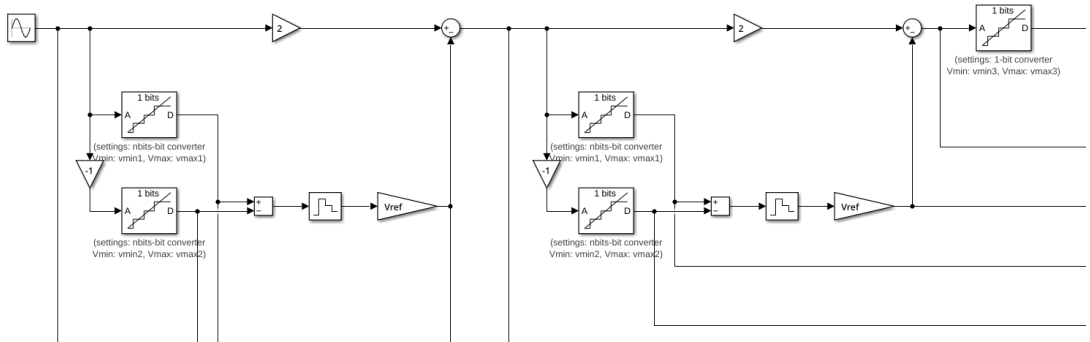 1 bits
A D
(settings: 1-bit converter
Vmin: vmin3, Vmax: vmax3)
2
+
−
2
+
−
1 bits
A D
(settings: nbits-bit converter
Vmin: vmin1, Vmax: vmax1)
-1
1 bits
A D
(settings: nbits-bit converter
Vmin: vmin2, Vmax: vmax2)
+
−
Vref
1 bits
A D
(settings: nbits-bit converter
Vmin: vmin1, Vmax: vmax1)
-1
1 bits
A D
(settings: nbits-bit converter
Vmin: vmin2, Vmax: vmax2)
+
−
Vref